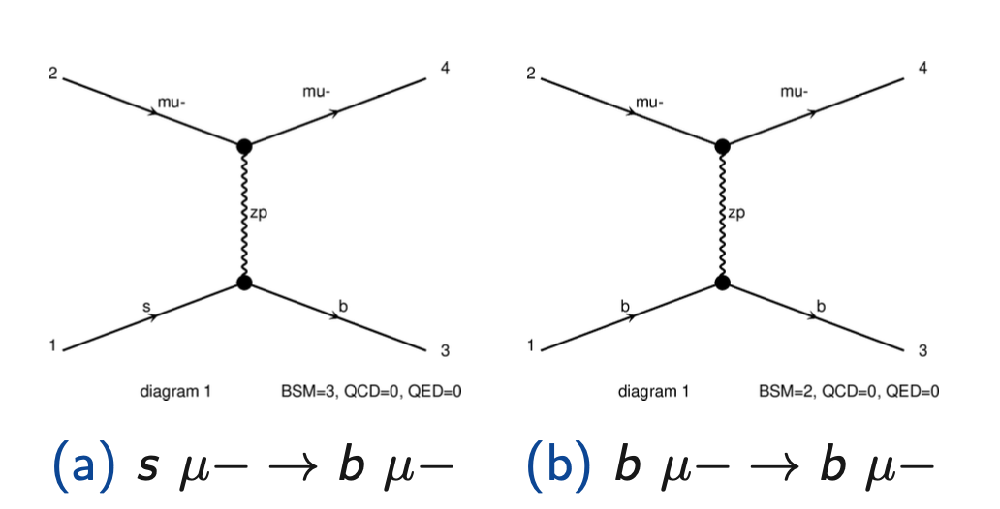 2 4 2 4
mu- mu- mu- mu-
zp zp
s b b b
1 3 1 3
diagram 1 BSM=3, QCD=0, QED=0 diagram 1 BSM=2, QCD=0, QED=0
(a) s μ− → b μ− (b) b μ− → b μ−